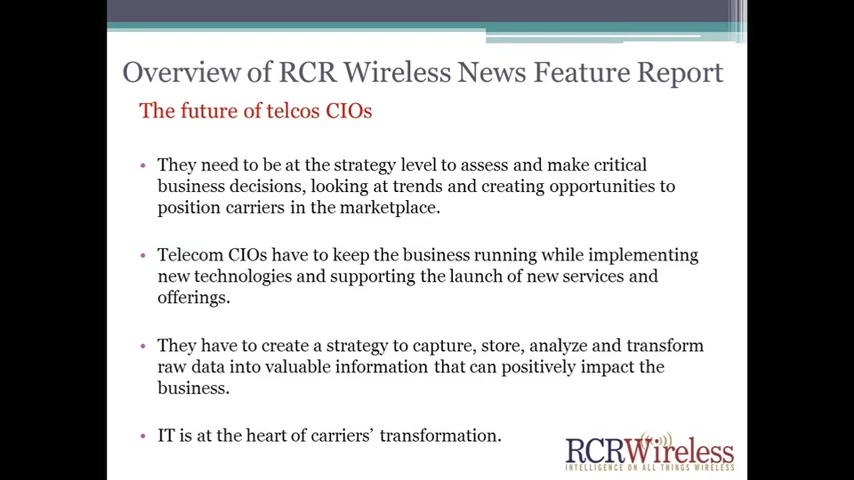 Overview of RCR Wireless News Feature Report
The future of telcos CIOs
• They need to be at the strategy level to assess and make critical
business decisions, looking at trends and creating opportunities to
position carriers in the marketplace.
• Telecom CIOs have to keep the business running while implementing
new technologies and supporting the launch of new services and
offerings.
• They have to create a strategy to capture, store, analyze and transform
raw data into valuable information that can positively impact the
business.
• IT is at the heart of carriers’ transformation.
RCRWireless
INTELLIGENCE ON ALL THINGS WIRELESS